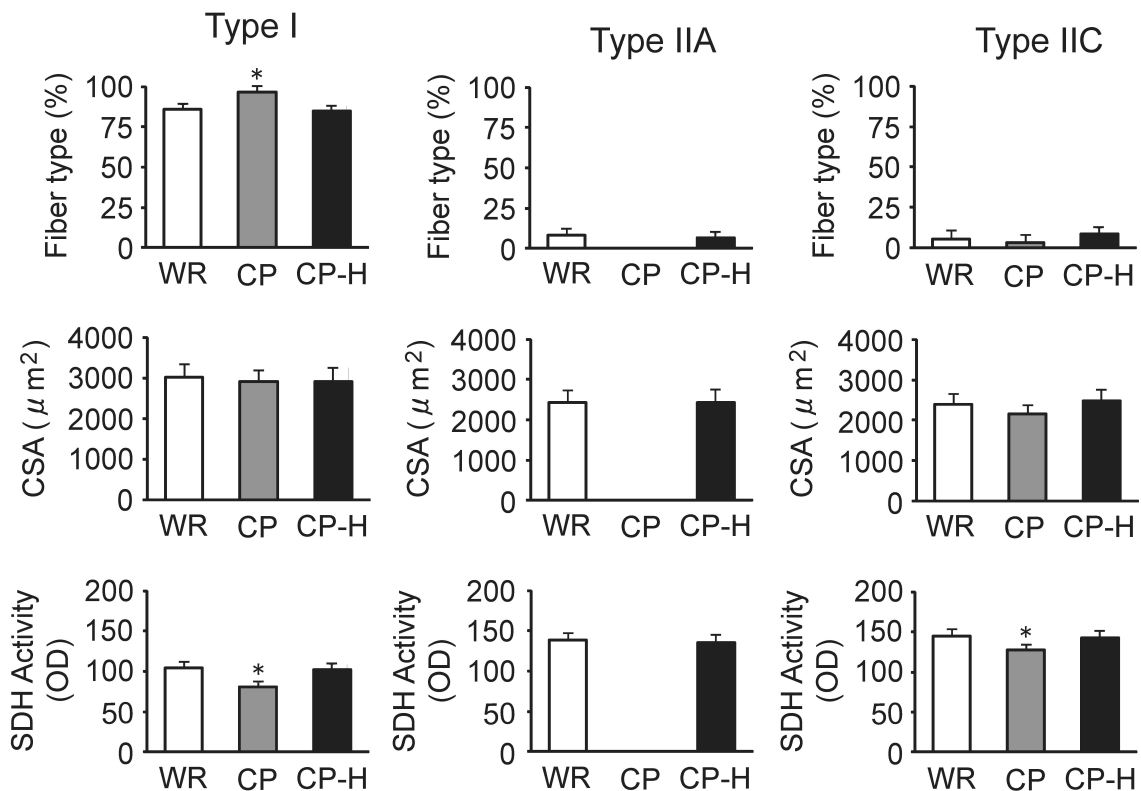 Type I
Type IIA
Type IIC
Fiber type (%)
100
75
50
25
0
*
WR CP CP-H
Fiber type (%)
100
75
50
25
0
WR CP CP-H
Fiber type (%)
100
75
50
25
0
WR CP CP-H
CSA ( μ m²)
4000
3000
2000
1000
0
WR CP CP-H
CSA ( μ m²)
4000
3000
2000
1000
0
WR CP CP-H
CSA ( μ m²)
4000
3000
2000
1000
0
WR CP CP-H
SDH Activity
(OD)
200
150
100
50
0
*
WR CP CP-H
SDH Activity
(OD)
200
150
100
50
0
WR CP CP-H
SDH Activity
(OD)
200
150
100
50
0
*
WR CP CP-H